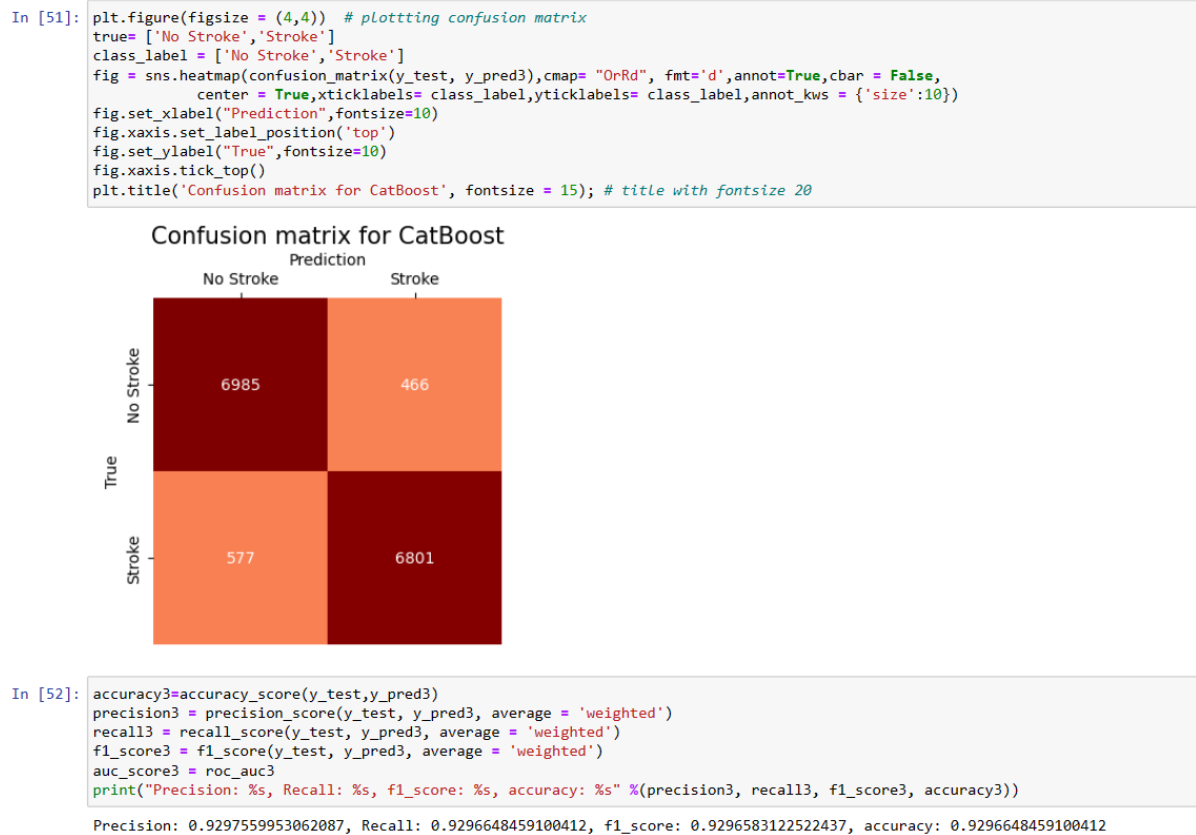 In [51]: plt.figure(figsize = (4,4))  # plottting confusion matrix
true= ['No Stroke','Stroke']
class_label = ['No Stroke','Stroke']
fig = sns.heatmap(confusion_matrix(y_test, y_pred3),cmap= "OrRd", fmt='d',annot=True,cbar = False,
            center = True,xticklabels= class_label,yticklabels= class_label,annot_kws = {'size':10})
fig.set_xlabel("Prediction",fontsize=10)
fig.xaxis.set_label_position('top')
fig.set_ylabel("True",fontsize=10)
fig.xaxis.tick_top()
plt.title('Confusion matrix for CatBoost', fontsize = 15); # title with fontsize 20
Confusion matrix for CatBoost
Prediction
No Stroke Stroke
No Stroke
6985 466
True
Stroke
577 6801
In [52]: accuracy3=accuracy_score(y_test,y_pred3)
precision3 = precision_score(y_test, y_pred3, average = 'weighted')
recall3 = recall_score(y_test, y_pred3, average = 'weighted')
f1_score3 = f1_score(y_test, y_pred3, average = 'weighted')
auc_score3 = roc_auc3
print("Precision: %s, Recall: %s, f1_score: %s, accuracy: %s" %(precision3, recall3, f1_score3, accuracy3))
Precision: 0.9297559953062087, Recall: 0.9296648459100412, f1_score: 0.9296583122522437, accuracy: 0.9296648459100412